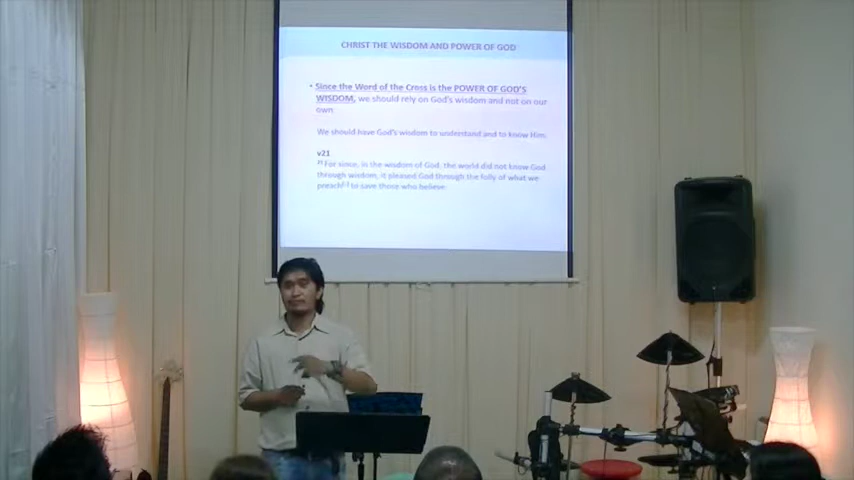 CHRIST THE WISDOM AND POWER OF GOD
• Since the Word of the Cross is the POWER OF GOD'S
WISDOM, we should rely on God's wisdom and not on our
own.
We should have God's wisdom to understand and to know Him.
v21
21 For since, in the wisdom of God, the world did not know God
through wisdom, it pleased God through the folly of what we
preach to save those who believe.